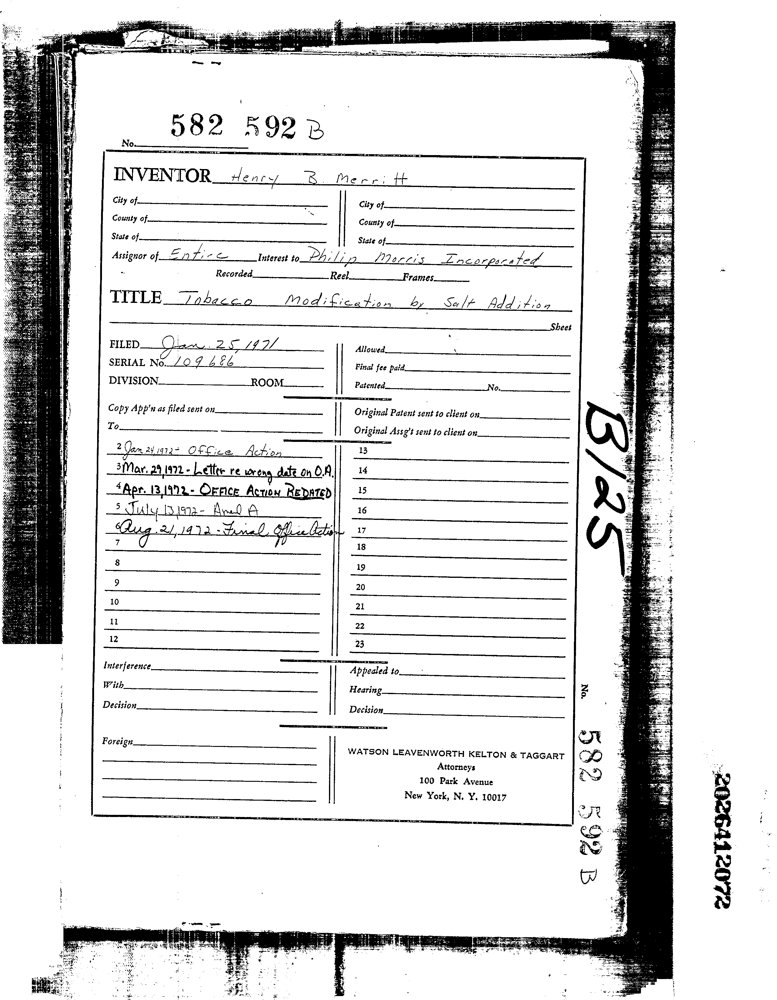 582 592 B
No.
INVENTOR Henry B. Merritt
City of
County of
State of
City of
County of
State of
Assignor of Entire Interest to Philip Morris Incorporated
Recorded Reel Frames
TITLE Tobacco Modification by Salt Addition
Sheet
FILED Jan. 25, 1971
SERIAL No. 109,686
DIVISION ROOM
Allowed
Final fee paid
Patented No.
Copy App'n as filed sent on
To
Original Patent sent to client on
Original Assg't sent to client on
2 Jan 24, 1972 - Office Action
3 Mar. 29, 1972 - Letter re wrong date on O.A.
4 Apr. 13, 1972 - OFFICE ACTION REDATED
5 July 13, 1972 - Amd A
6 Aug. 21, 1972 - Final Office Action
7
8
9
10
11
12
13
14
15
16
17
18
19
20
21
22
23
Interference
With
Decision
Appealed to
Hearing
Decision
Foreign
WATSON LEAVENWORTH KELTON & TAGGART
Attorneys
100 Park Avenue
New York, N. Y. 10017
B/25
No. 582 592 B
2026412072